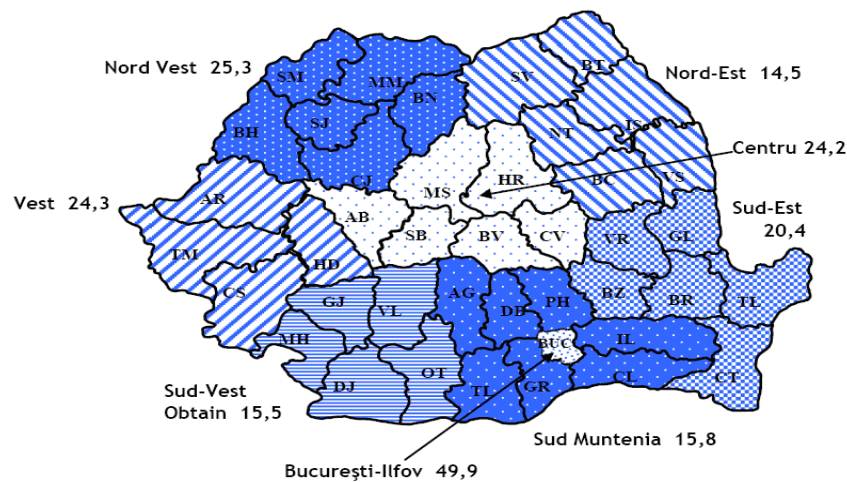 Nord Vest 25,3
SM
MM
BN
SV
BT
Nord-Est 14,5
BH
SJ
CJ
NT
IS
Centru 24,2
MS
HR
BC
VS
Vest 24,3
AR
AB
Sud-Est
20,4
TM
HD
SB
BV
CV
VR
GL
CS
GJ
VL
AG
DB
PH
BZ
BR
TL
MH
BUC
IL
DJ
OT
TL
GR
CL
CT
Sud-Vest
Obtain 15,5
Sud Muntenia 15,8
Bucureşti-Ilfov 49,9